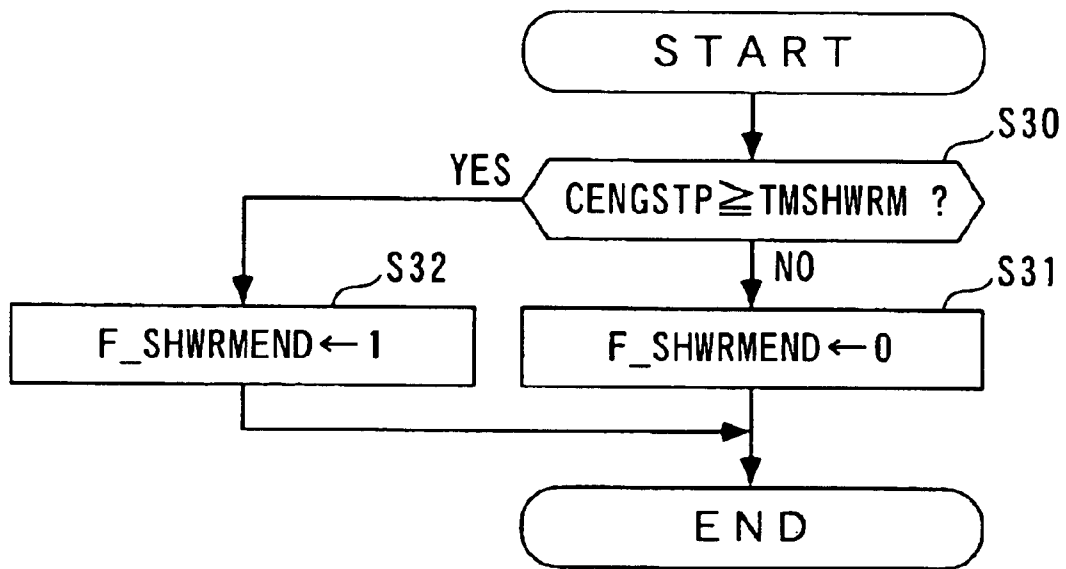 START
S30
YES
CENGSTP≧TMSHWRM ?
NO
S32
S31
F_SHWRMEND←1
F_SHWRMEND←0
END